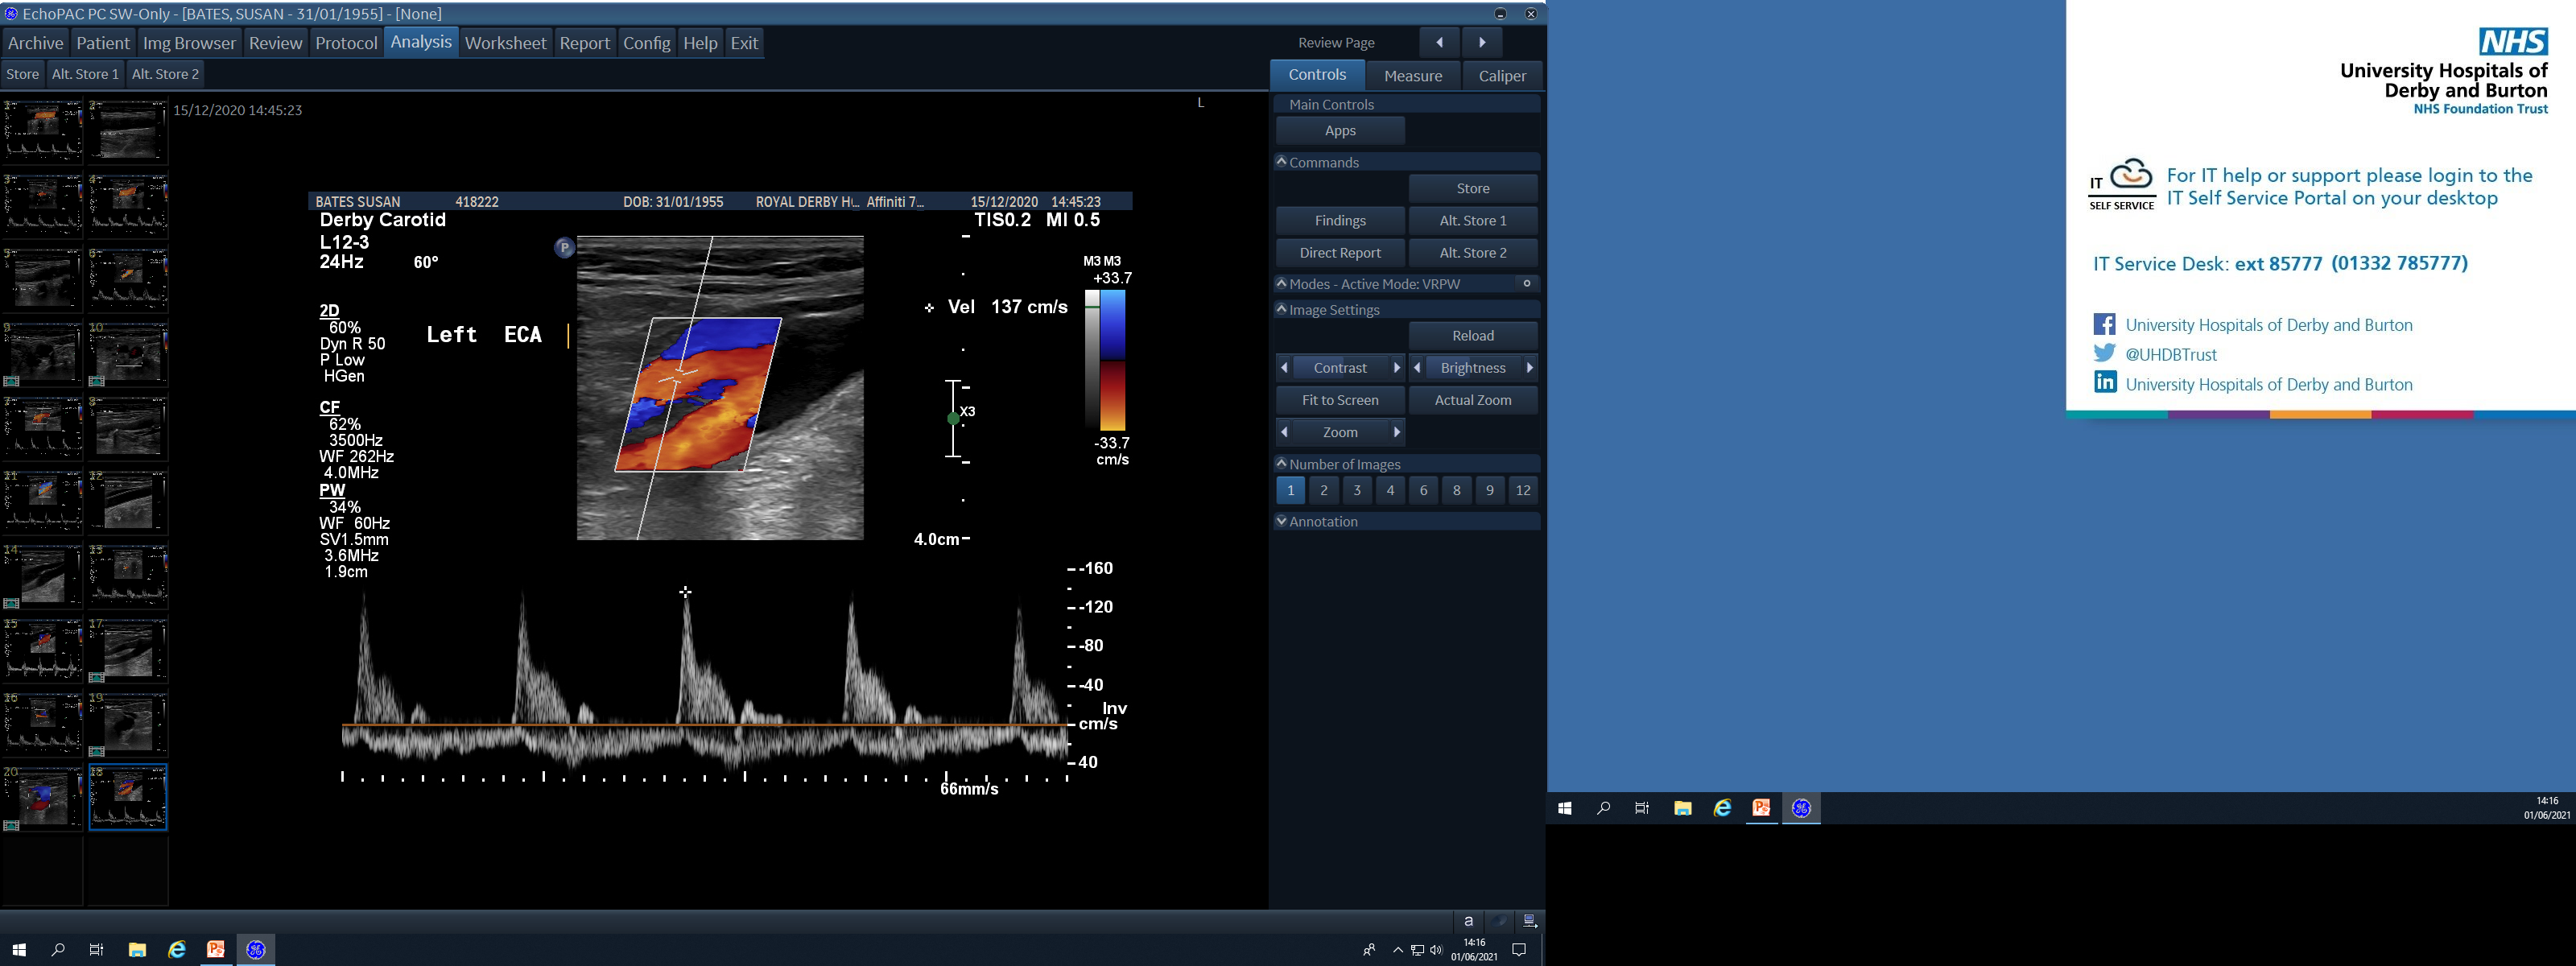 EchoPAC PC SW-Only - [BATES, SUSAN - 31/01/1955] - [None]
Archive Patient Img Browser Review Protocol Analysis Worksheet Report Config Help Exit
Store Alt. Store 1 Alt. Store 2
15/12/2020 14:45:23
L
BATES SUSAN 418222 DOB: 31/01/1955 ROYAL DERBY H(... Affiniti 7... 15/12/2020 14:45:23
Derby Carotid
TIS0.2 MI 0.5
L12-3
24Hz 60°
P
2D
60%
Dyn R 50
P Low
HGen
CF
62%
3500Hz
WF 262Hz
4.0MHz
PW
34%
WF 60Hz
SV1.5mm
3.6MHz
1.9cm
Left ECA
Vel 137 cm/s
M3 M3
+33.7
-33.7
cm/s
X3
4.0cm
-160
-120
-80
-40
Inv
cm/s
40
66mm/s
Review Page
Controls Measure Caliper
Main Controls
Apps
Commands
Store
Findings Alt. Store 1
Direct Report Alt. Store 2
Modes - Active Mode: VRPW
Image Settings
Reload
Contrast Brightness
Fit to Screen Actual Zoom
Zoom
Number of Images
1 2 3 4 6 8 9 12
Annotation
a
14:16
01/06/2021
NHS
University Hospitals of
Derby and Burton
NHS Foundation Trust
IT
SELF SERVICE
For IT help or support please login to the
IT Self Service Portal on your desktop
IT Service Desk: ext 85777 (01332 785777)
University Hospitals of Derby and Burton
@UHDBTrust
University Hospitals of Derby and Burton
14:16
01/06/2021